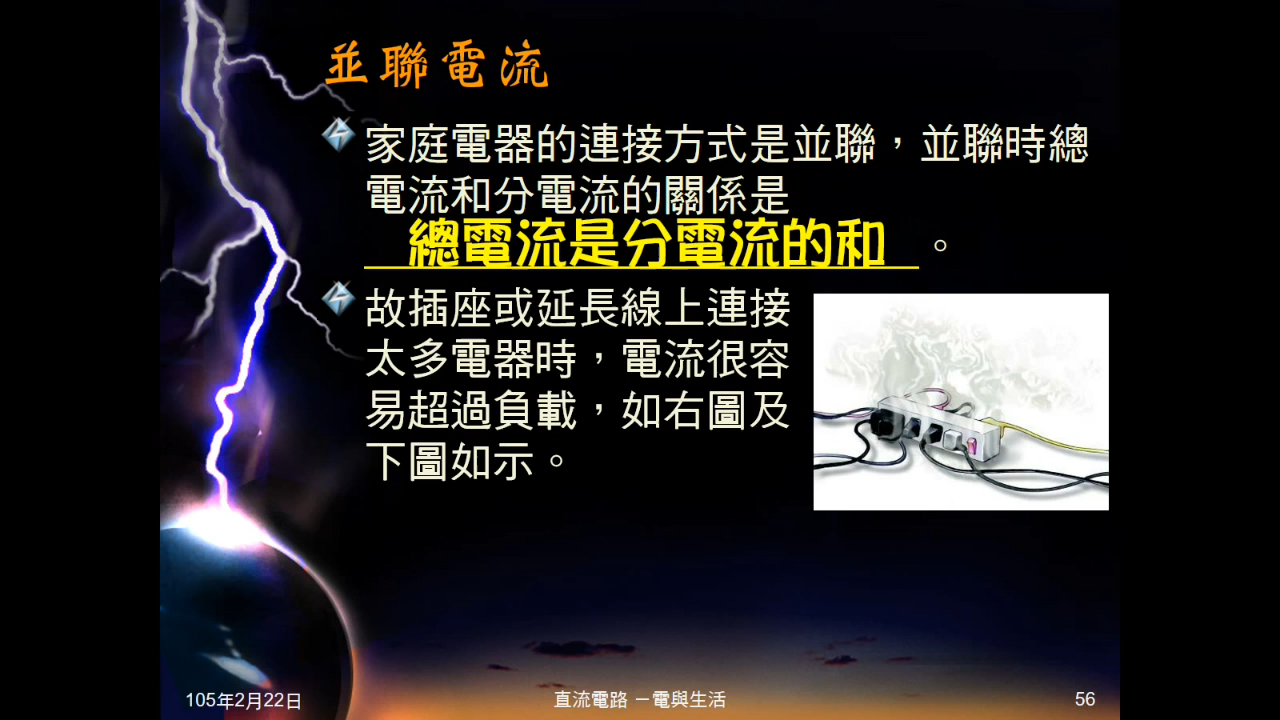 並聯電流
家庭電器的連接方式是並聯，並聯時總
電流和分電流的關係是
總電流是分電流的和。
故插座或延長線上連接
太多電器時，電流很容
易超過負載，如右圖及
下圖如示。
105年2月22日
直流電路 －電與生活
56